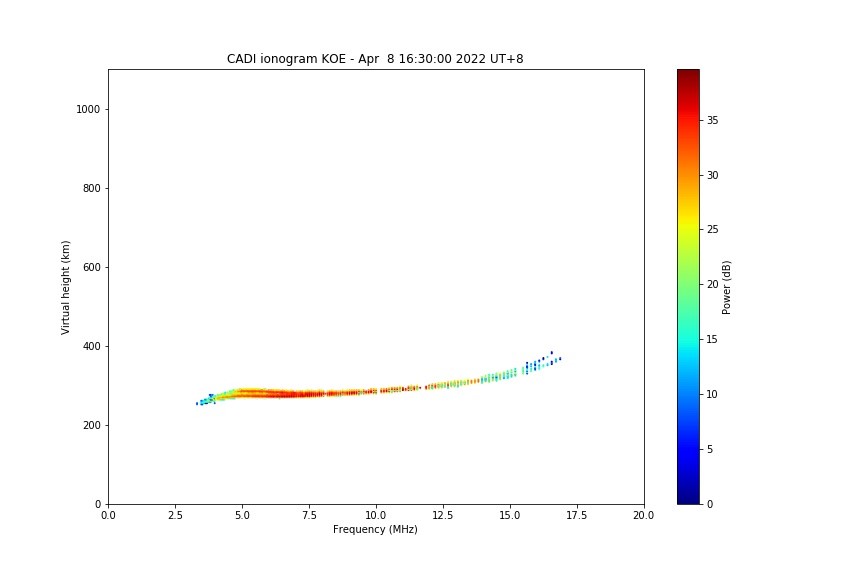 CADI ionogram KOE - Apr  8 16:30:00 2022 UT+8
1000
800
600
400
200
0
Virtual height (km)
0.0 2.5 5.0 7.5 10.0 12.5 15.0 17.5 20.0
Frequency (MHz)
35
30
25
20
15
10
5
0
Power (dB)